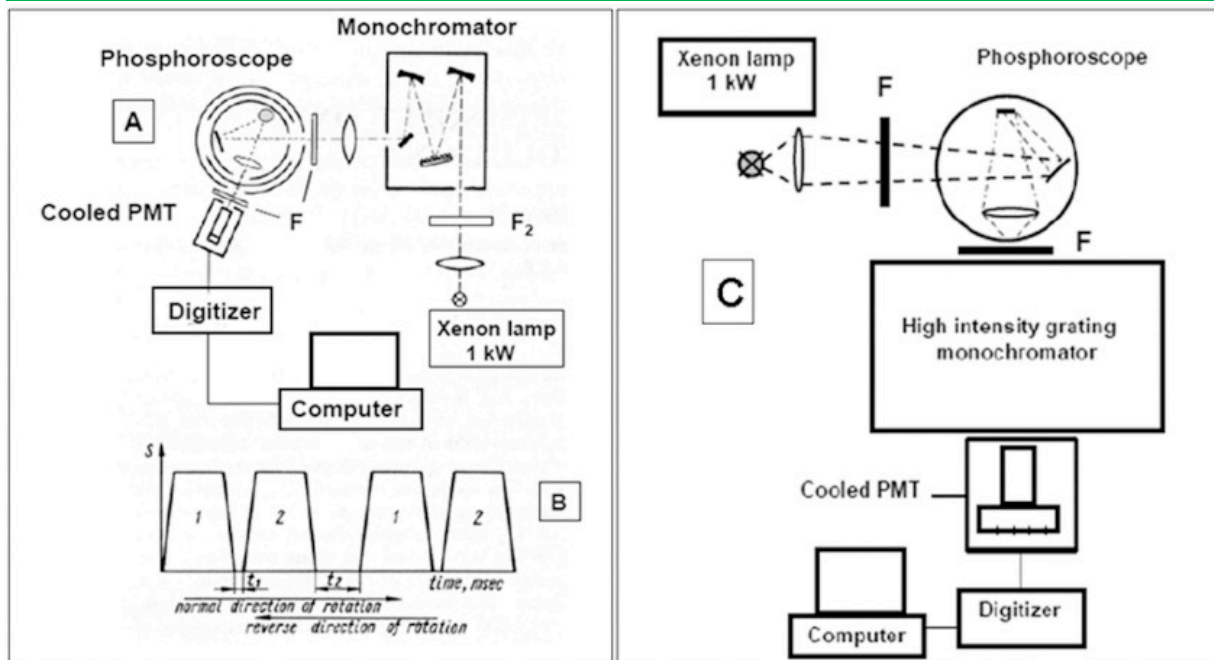 Monochromator
Phosphoroscope
A
Cooled PMT
F
F₂
Digitizer
Xenon lamp
1 kW
Computer
S
1
2
1
2
B
t₁
t₂
time, msec
normal direction of rotation
reverse direction of rotation
Xenon lamp
1 kW
Phosphoroscope
F
F
C
High intensity grating
monochromator
Cooled PMT
Digitizer
Computer